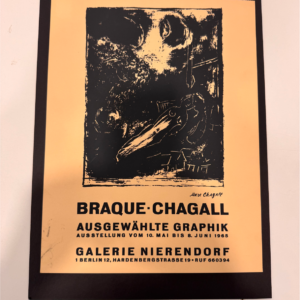 Marc Chagall
BRAQUE·CHAGALL
AUSGEWÄHLTE GRAPHIK
AUSSTELLUNG VOM 10. MAI BIS 8. JUNI 1965
GALERIE NIERENDORF
1 BERLIN 12, HARDENBERGSTRASSE 19·RUF 660394